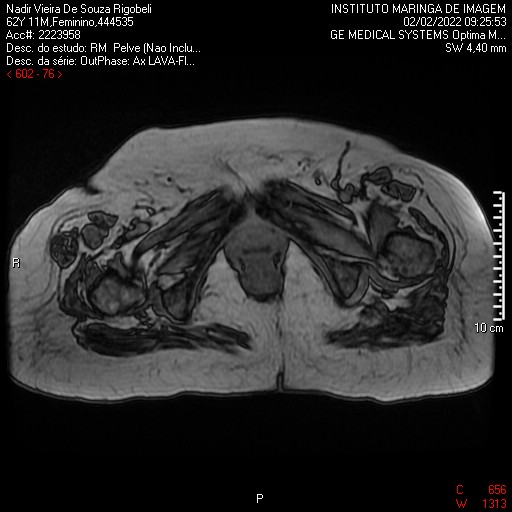 Nadir Vieira De Souza Rigobeli
62Y 11M,Feminino,444535
Acc#: 2223958
Desc. do estudo: RM Pelve (Nao Inclu...
Desc. da série: OutPhase: Ax LAVA-Fl...
< 602 - 76 >
INSTITUTO MARINGA DE IMAGEM
02/02/2022 09:25:53
GE MEDICAL SYSTEMS Optima M...
SW 4,40 mm
R
10 cm
P
C 656
W 1313